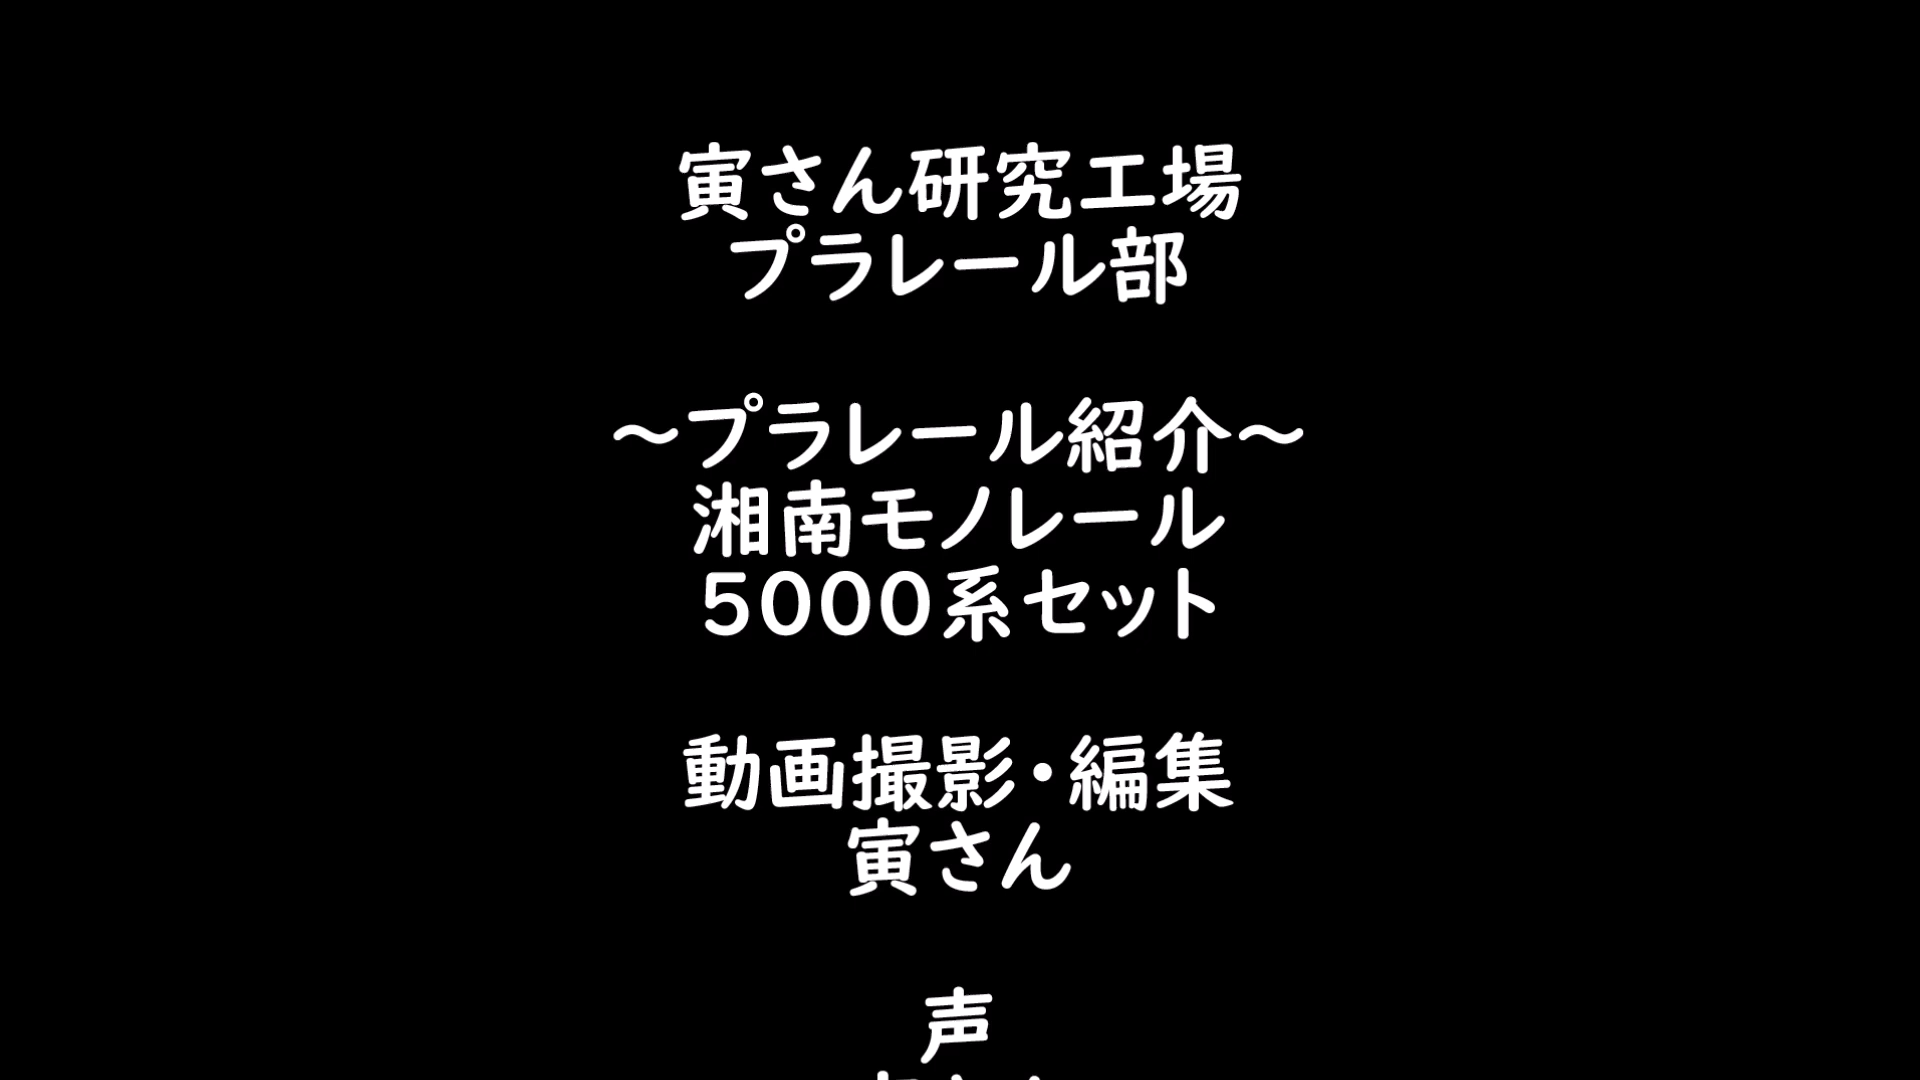 寅さん研究工場
プラレール部
～プラレール紹介～
湘南モノレール
5000系セット
動画撮影・編集
寅さん
声